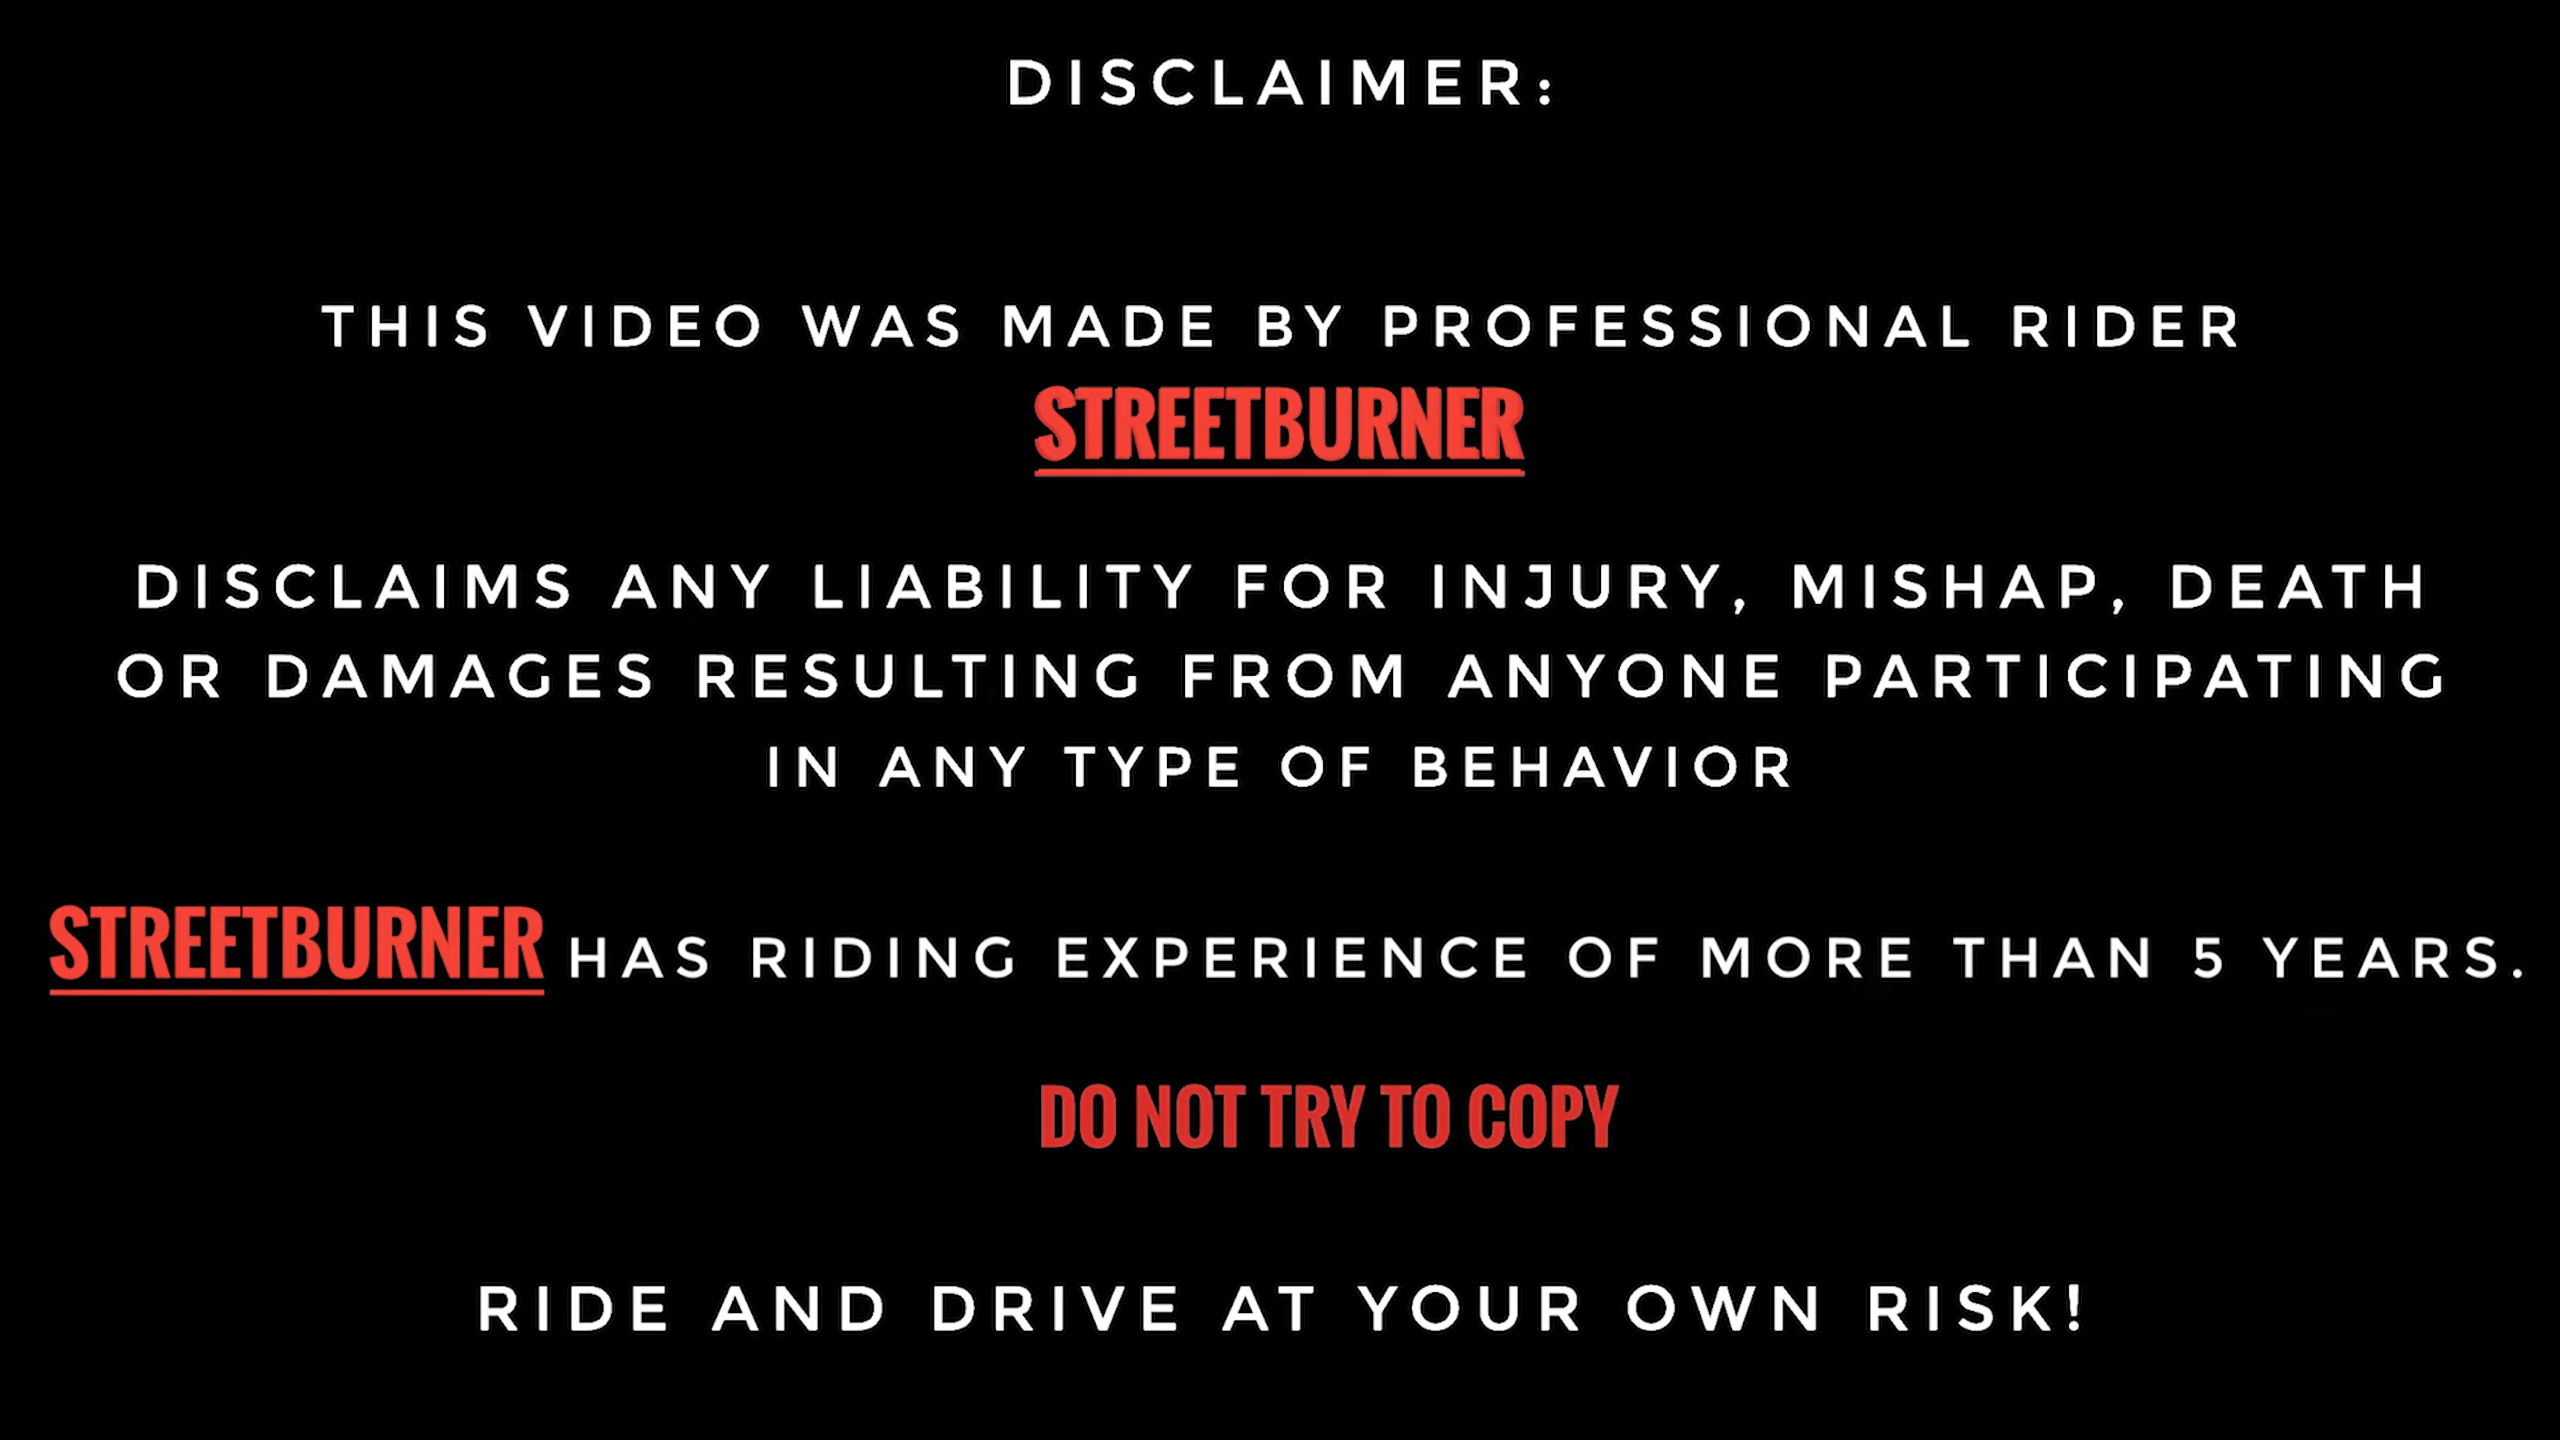 DISCLAIMER:
THIS VIDEO WAS MADE BY PROFESSIONAL RIDER
STREETBURNER
DISCLAIMS ANY LIABILITY FOR INJURY, MISHAP, DEATH
OR DAMAGES RESULTING FROM ANYONE PARTICIPATING
IN ANY TYPE OF BEHAVIOR
STREETBURNER HAS RIDING EXPERIENCE OF MORE THAN 5 YEARS.
DO NOT TRY TO COPY
RIDE AND DRIVE AT YOUR OWN RISK!